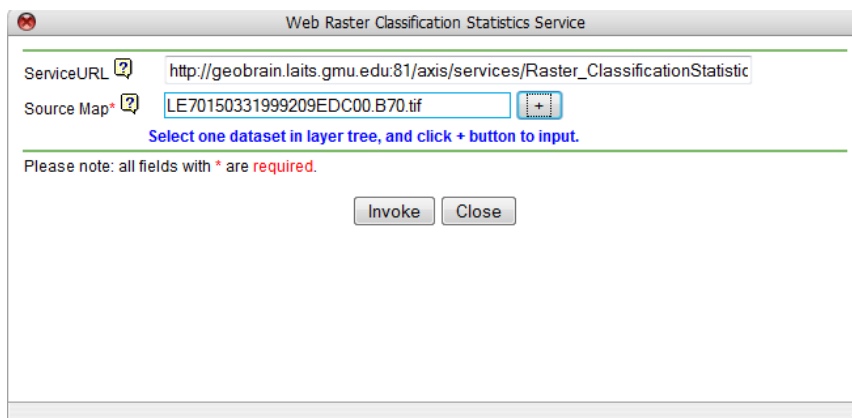 Web Raster Classification Statistics Service
ServiceURL ? http://geobrain.laits.gmu.edu:81/axis/services/Raster_ClassificationStatistic
Source Map* ? LE70150331999209EDC00.B70.tif +
Select one dataset in layer tree, and click + button to input.
Please note: all fields with * are required.
Invoke Close